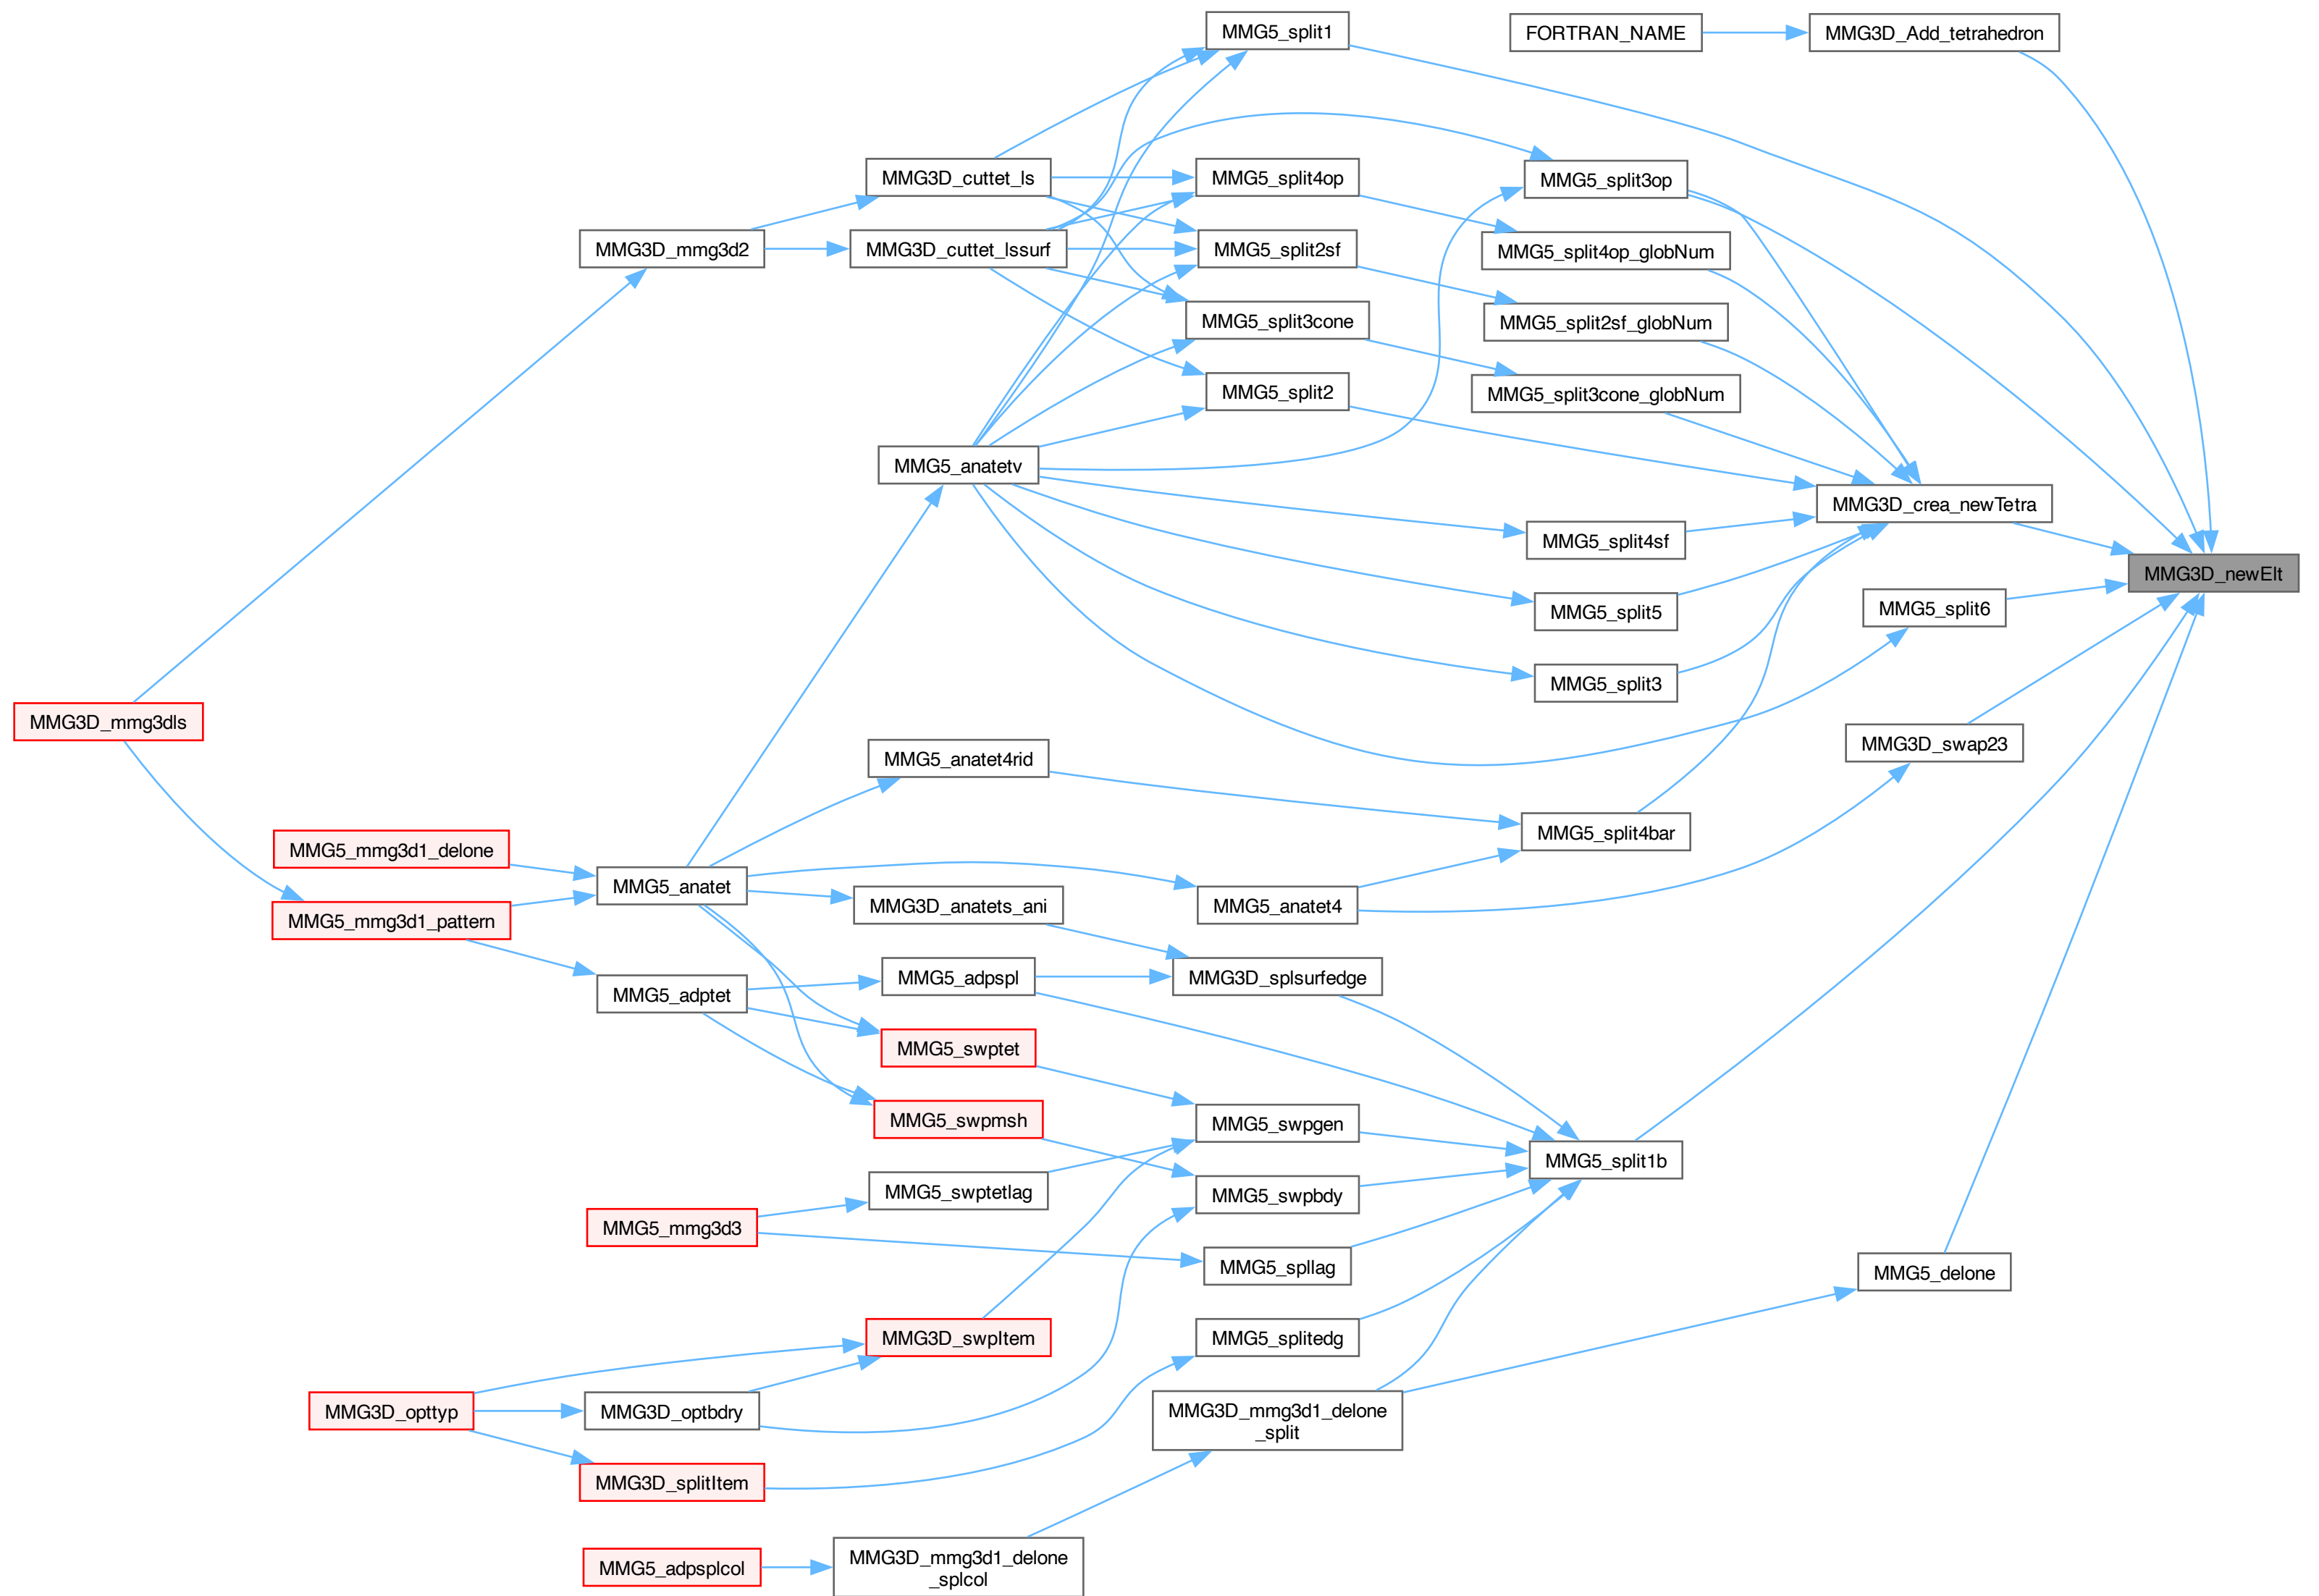 MMG5_split1
FORTRAN_NAME
MMG3D_Add_tetrahedron
MMG3D_cuttet_ls
MMG5_split4op
MMG5_split3op
MMG3D_mmg3d2
MMG3D_cuttet_lssurf
MMG5_split2sf
MMG5_split4op_globNum
MMG5_split3cone
MMG5_split2sf_globNum
MMG5_split2
MMG5_split3cone_globNum
MMG5_anatetv
MMG3D_crea_newTetra
MMG5_split4sf
MMG3D_newElt
MMG5_split5
MMG5_split6
MMG5_split3
MMG3D_mmg3dls
MMG5_anatet4rid
MMG3D_swap23
MMG5_mmg3d1_delone
MMG5_split4bar
MMG5_anatet
MMG5_mmg3d1_pattern
MMG3D_anatets_ani
MMG5_anatet4
MMG5_adptet
MMG5_adpspl
MMG3D_splsurfedge
MMG5_swptet
MMG5_swpmsh
MMG5_swpgen
MMG5_split1b
MMG5_swptetlag
MMG5_swpbdy
MMG5_mmg3d3
MMG5_spllag
MMG5_delone
MMG3D_swpItem
MMG5_splitedg
MMG3D_opttyp
MMG3D_optbdry
MMG3D_mmg3d1_delone
_split
MMG3D_splitItem
MMG5_adpsplcol
MMG3D_mmg3d1_delone
_splcol